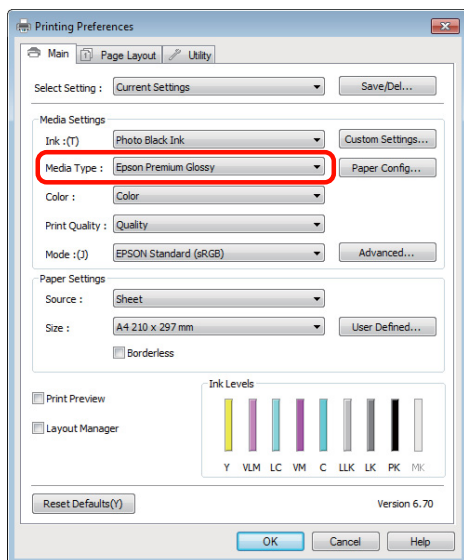 Printing Preferences
Main Page Layout Utility
Select Setting : Current Settings Save/Del...
Media Settings
Ink :(T) Photo Black Ink Custom Settings...
Media Type : Epson Premium Glossy Paper Config...
Color : Color
Print Quality : Quality
Mode :(J) EPSON Standard (sRGB) Advanced...
Paper Settings
Source : Sheet
Size : A4 210 x 297 mm User Defined...
Borderless
Ink Levels
Print Preview
Layout Manager
Y VLM LC VM C LLK LK PK MK
Reset Defaults(Y) Version 6.70
OK Cancel Help